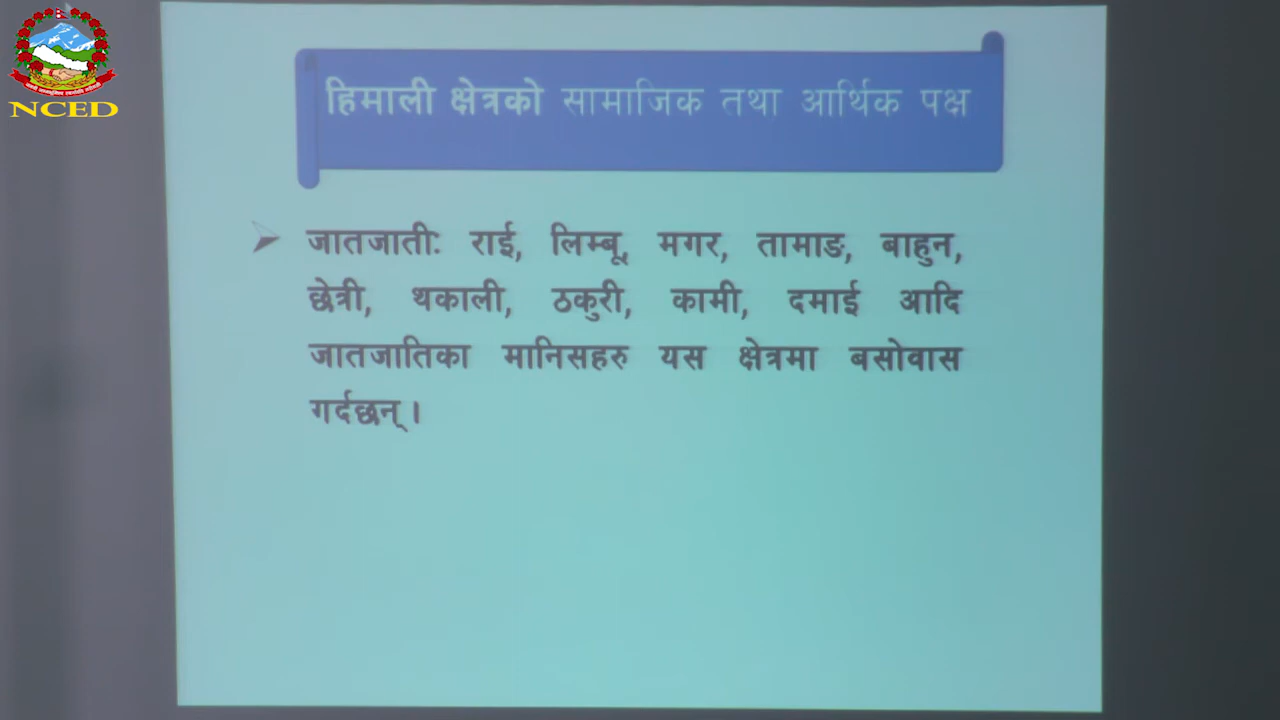 NCED
हिमाली क्षेत्रको सामाजिक तथा आर्थिक पक्ष
जातजातीः राई, लिम्बू, मगर, तामाङ, बाहुन,
छेत्री, थकाली, ठकुरी, कामी, दमाई आदि
जातजातिका मानिसहरु यस क्षेत्रमा बसोवास
गर्दछन् ।